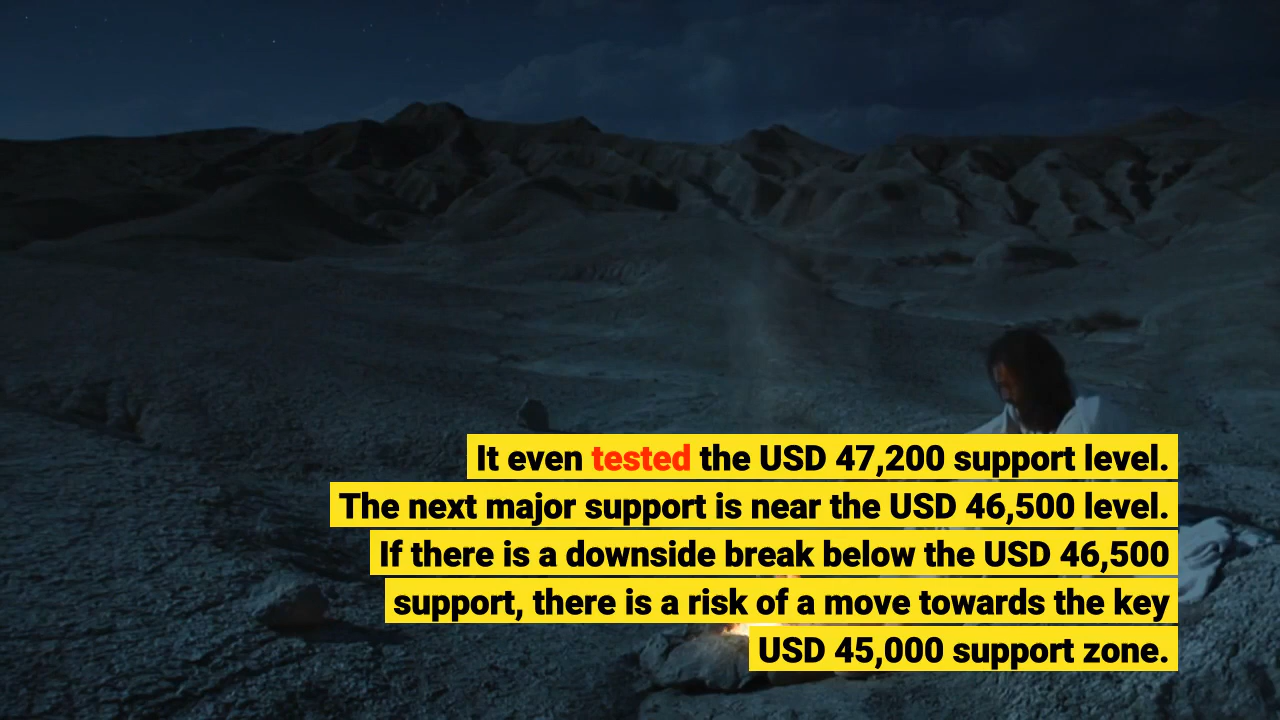 It even tested the USD 47,200 support level.
The next major support is near the USD 46,500 level.
If there is a downside break below the USD 46,500
support, there is a risk of a move towards the key
USD 45,000 support zone.